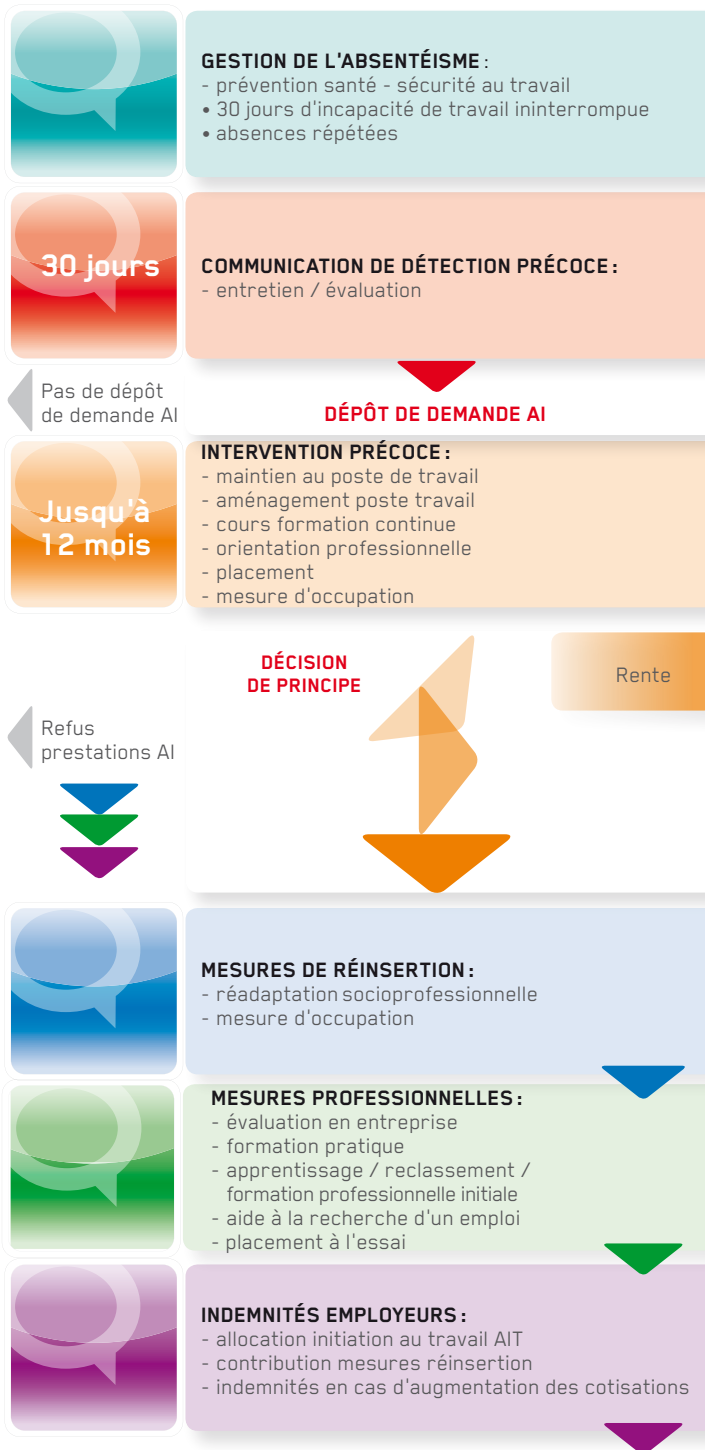 GESTION DE L'ABSENTÉISME :
- prévention santé - sécurité au travail
• 30 jours d'incapacité de travail ininterrompue
• absences répétées
30 jours
COMMUNICATION DE DÉTECTION PRÉCOCE :
- entretien / évaluation
Pas de dépôt
de demande AI
DÉPÔT DE DEMANDE AI
Jusqu'à
12 mois
INTERVENTION PRÉCOCE :
- maintien au poste de travail
- aménagement poste travail
- cours formation continue
- orientation professionnelle
- placement
- mesure d'occupation
DÉCISION
DE PRINCIPE
Rente
Refus
prestations AI
MESURES DE RÉINSERTION :
- réadaptation socioprofessionnelle
- mesure d'occupation
MESURES PROFESSIONNELLES :
- évaluation en entreprise
- formation pratique
- apprentissage / reclassement /
formation professionnelle initiale
- aide à la recherche d'un emploi
- placement à l'essai
INDEMNITÉS EMPLOYEURS :
- allocation initiation au travail AIT
- contribution mesures réinsertion
- indemnités en cas d'augmentation des cotisations